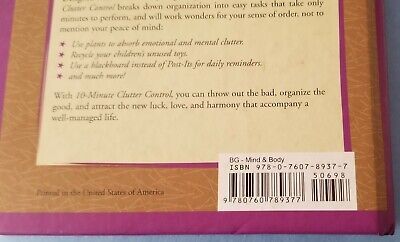 Clutter Control breaks down organization into easy tasks that take only
minutes to perform, and will work wonders for your sense of order, not to
mention your peace of mind:
★ Use plants to absorb emotional and mental clutter.
★ Recycle your children's unused toys.
★ Use a blackboard instead of Post-Its for daily reminders.
★ and much more!
With 10-Minute Clutter Control, you can throw out the bad, organize the
good, and attract the new luck, love, and harmony that accompany a
well-managed life.
BG - Mind & Body
ISBN 978-0-7607-8937-7
50698
9 780760 789377
Printed in the United States of America